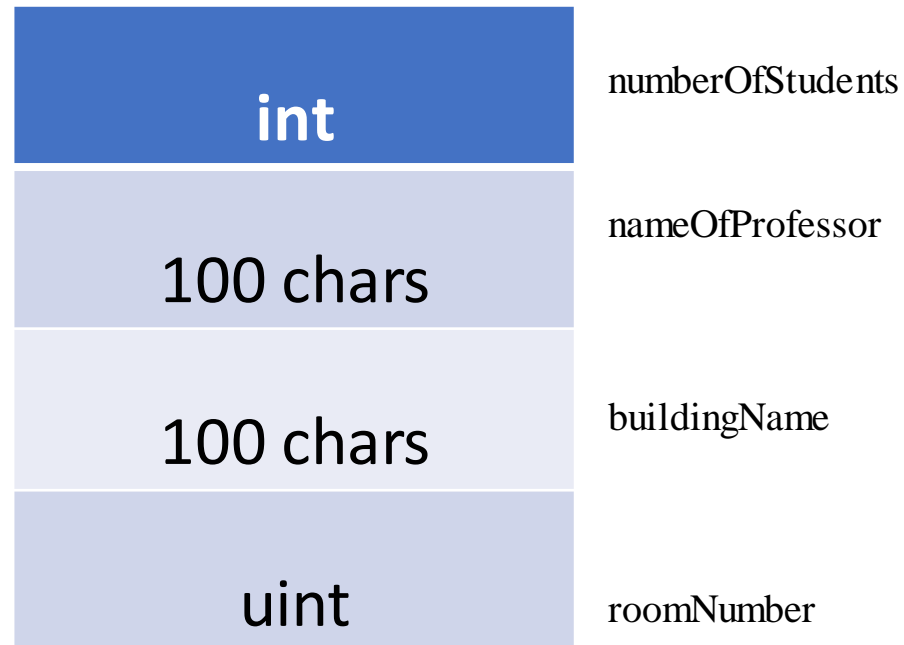 int
numberOfStudents
100 chars
nameOfProfessor
100 chars
buildingName
uint
roomNumber